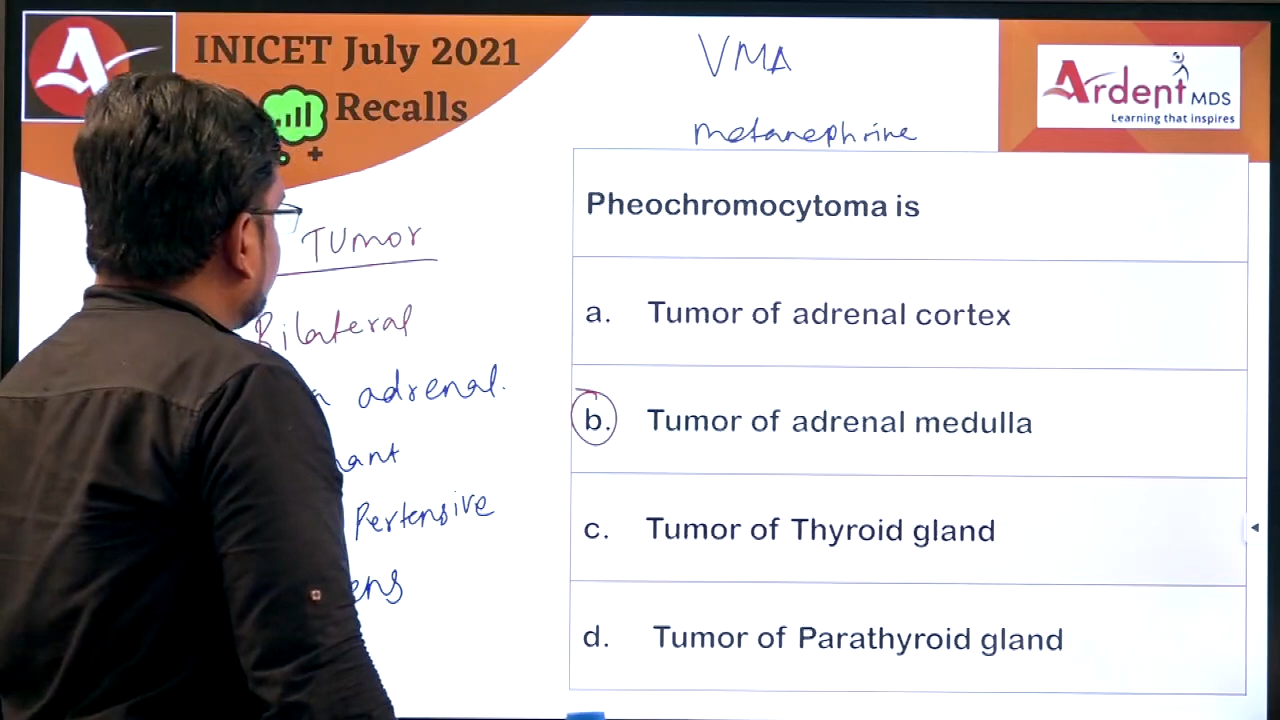 INICET July 2021
Recalls
VMA
metanephrine
Ardent MDS
Learning that inspires
TUmor
Bilateral
adrenal.
Pertensive
Pheochromocytoma is
a. Tumor of adrenal cortex
b. Tumor of adrenal medulla
c. Tumor of Thyroid gland
d. Tumor of Parathyroid gland